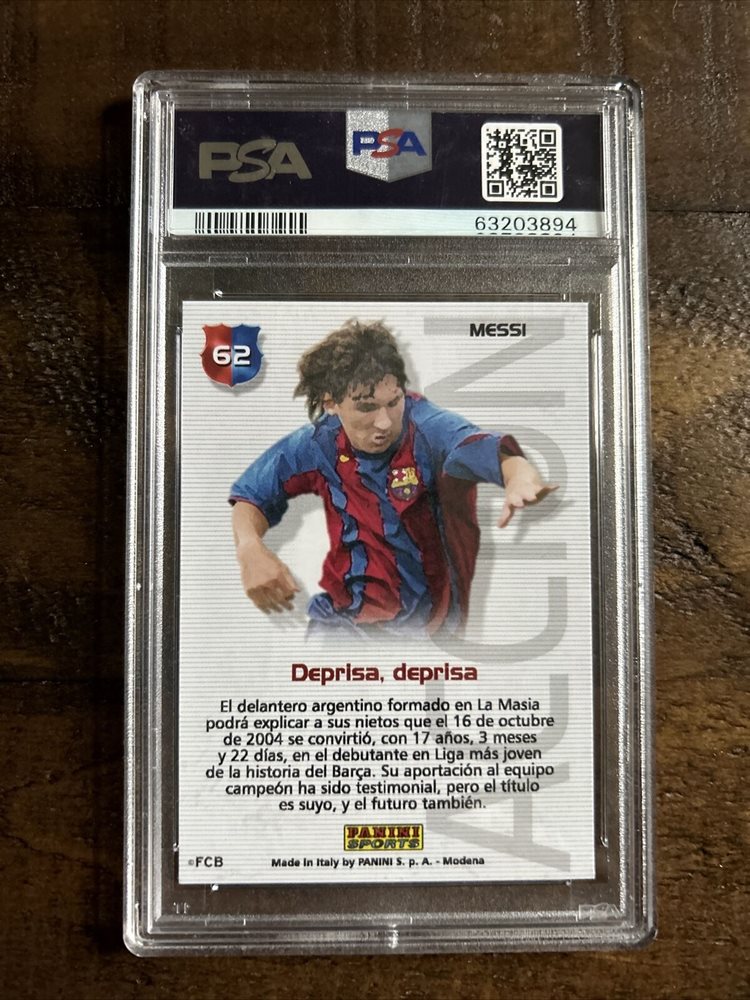 PSA
PSA
63203894
62
MESSI
ACCION
Deprisa, deprisa
El delantero argentino formado en La Masia
podrá explicar a sus nietos que el 16 de octubre
de 2004 se convirtió, con 17 años, 3 meses
y 22 días, en el debutante en Liga más joven
de la historia del Barça. Su aportación al equipo
campeón ha sido testimonial, pero el título
es suyo, y el futuro también.
PANINI
SPORTS
©FCB
Made in Italy by PANINI S. p. A. - Modena
PSA